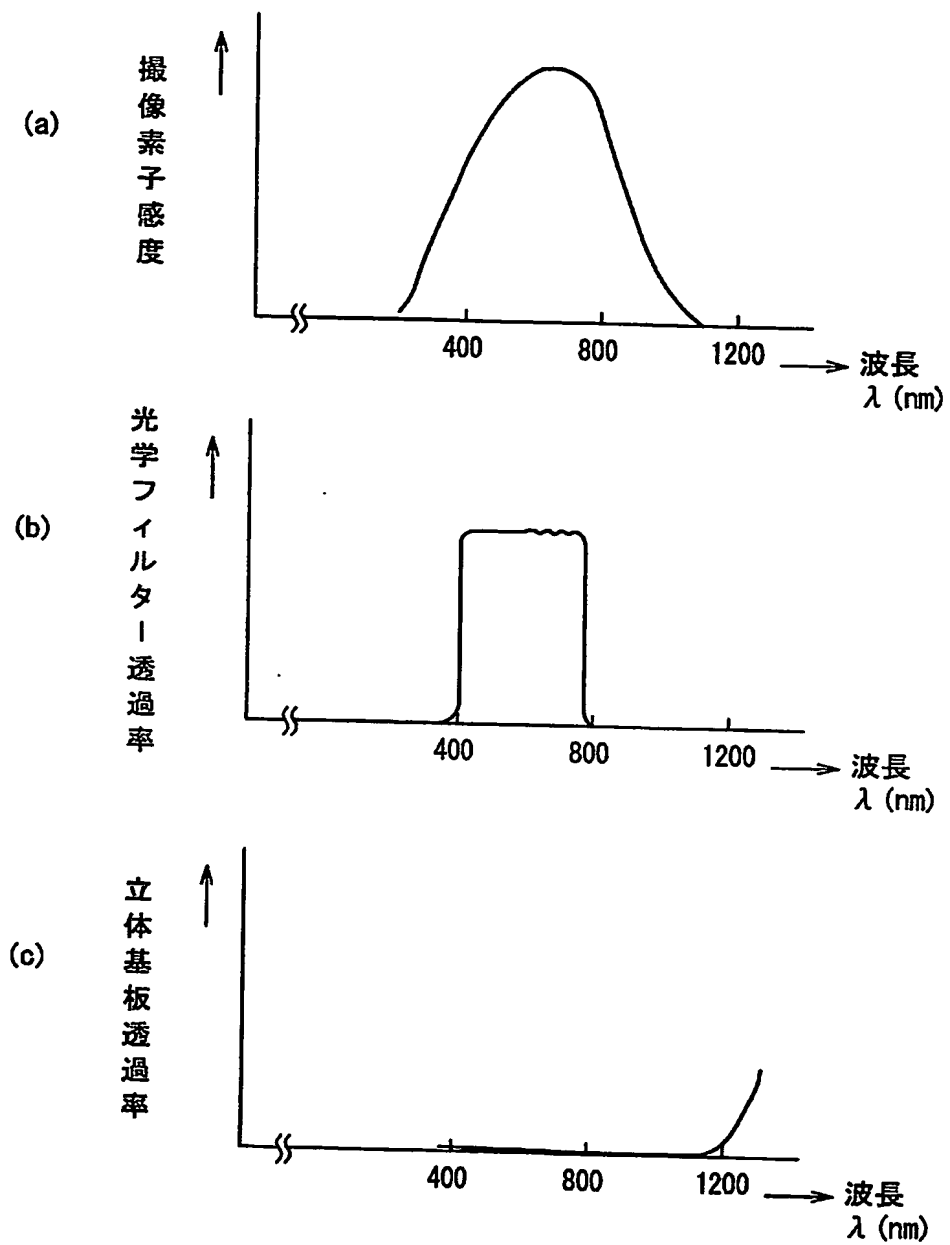 (a)
撮像素子感度
400 800 1200
波長
λ (nm)
(b)
光学フィルター透過率
400 800 1200
波長
λ (nm)
(c)
立体基板透過率
400 800 1200
波長
λ (nm)